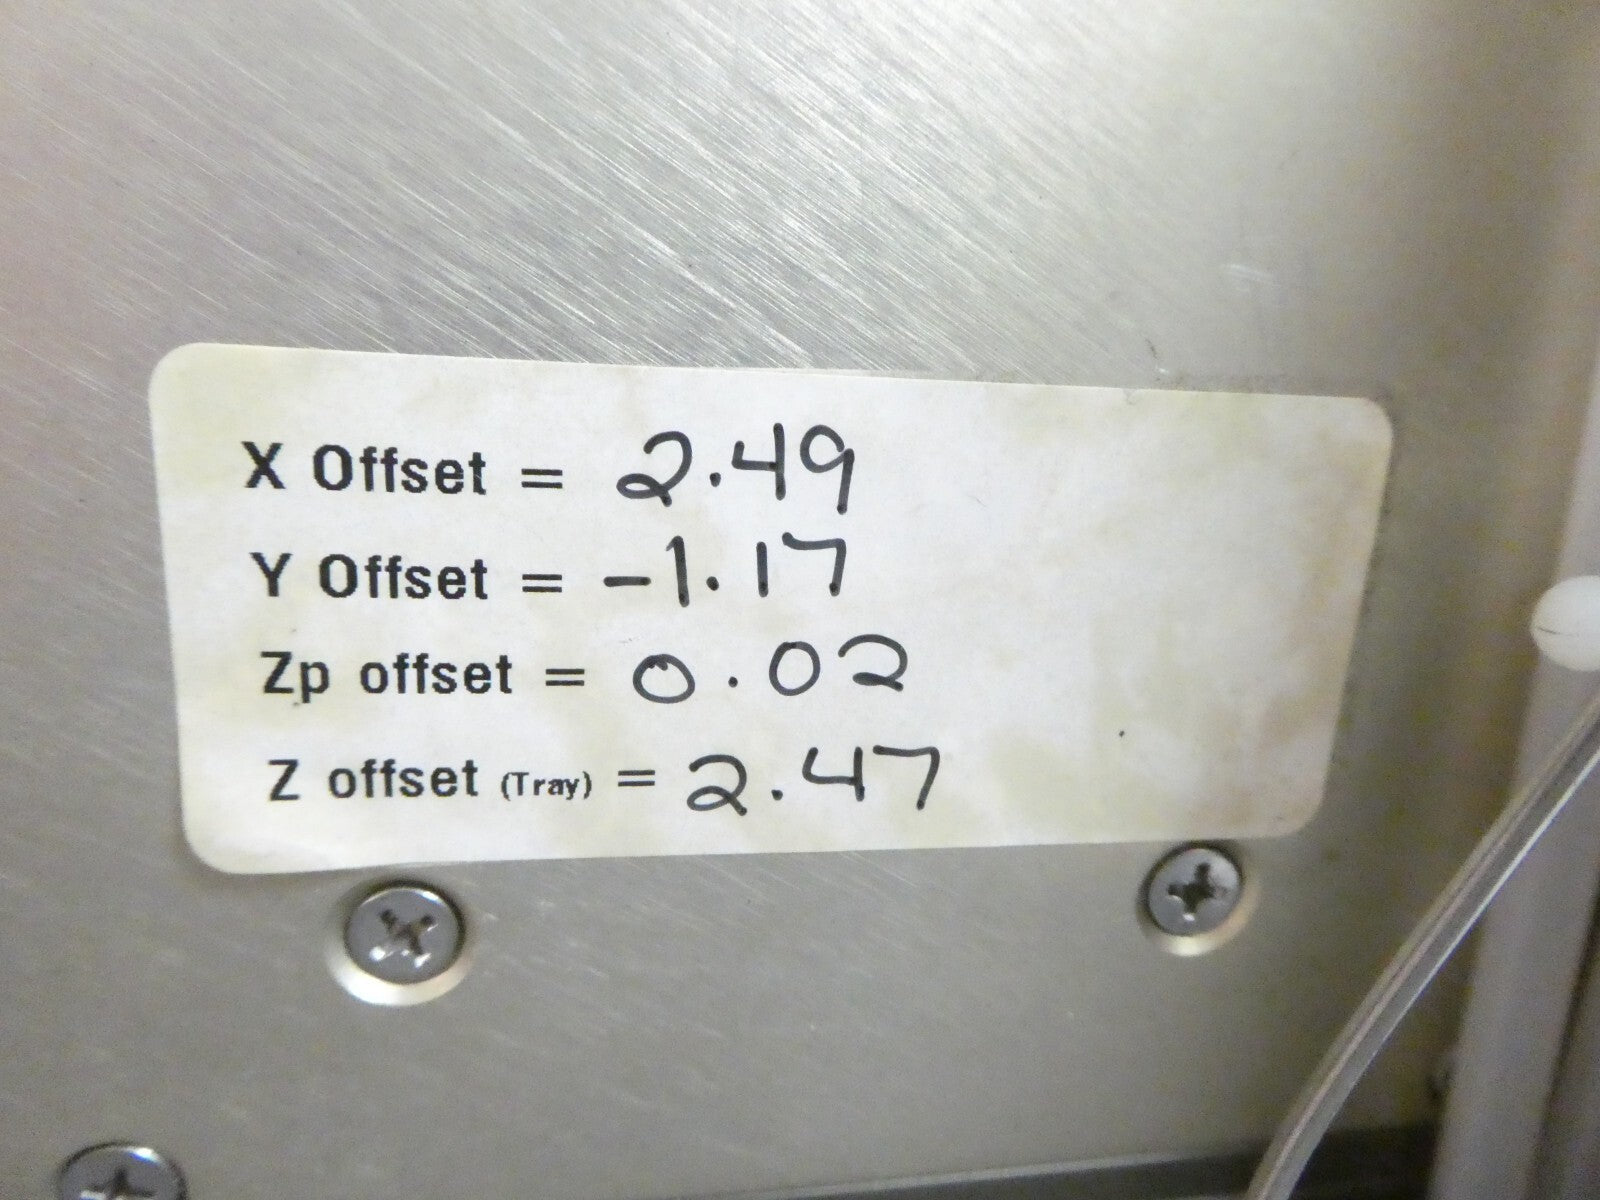 X Offset = 2.49
Y Offset = -1.17
Zp offset = 0.02
Z offset (Tray) = 2.47